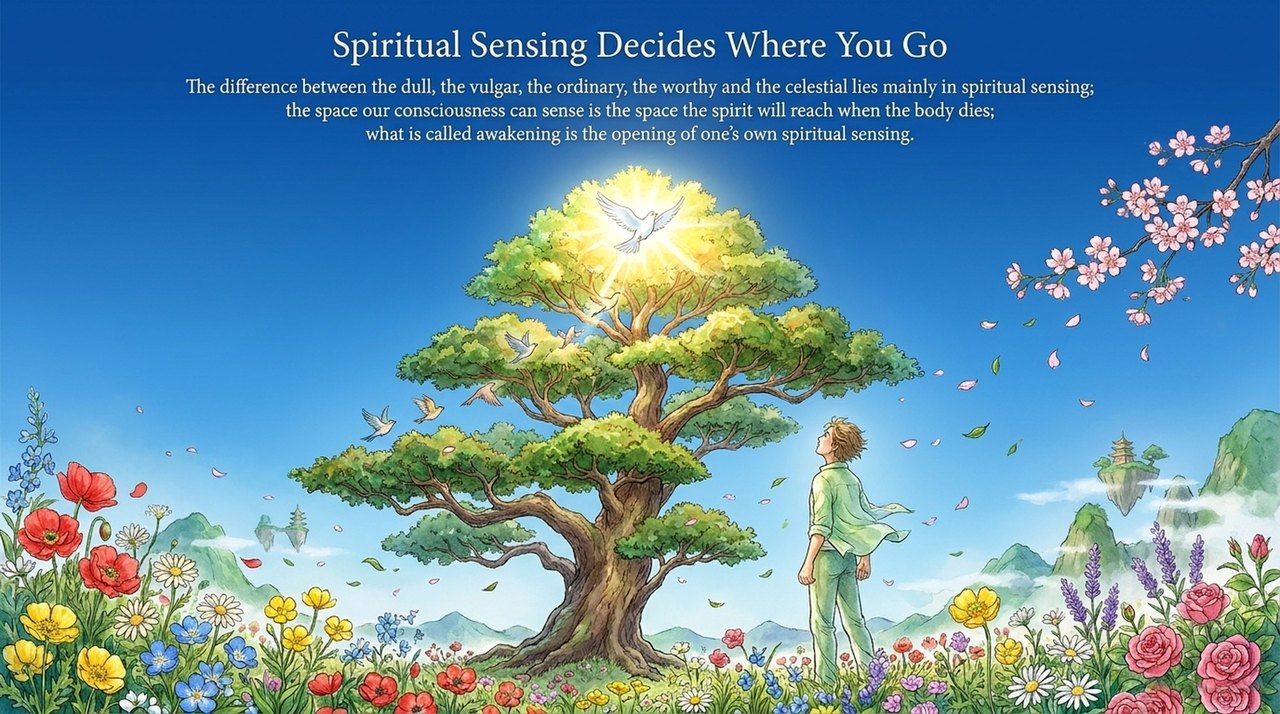 Spiritual Sensing Decides Where You Go
The difference between the dull, the vulgar, the ordinary, the worthy and the celestial lies mainly in spiritual sensing;
the space our consciousness can sense is the space the spirit will reach when the body dies;
what is called awakening is the opening of one’s own spiritual sensing.